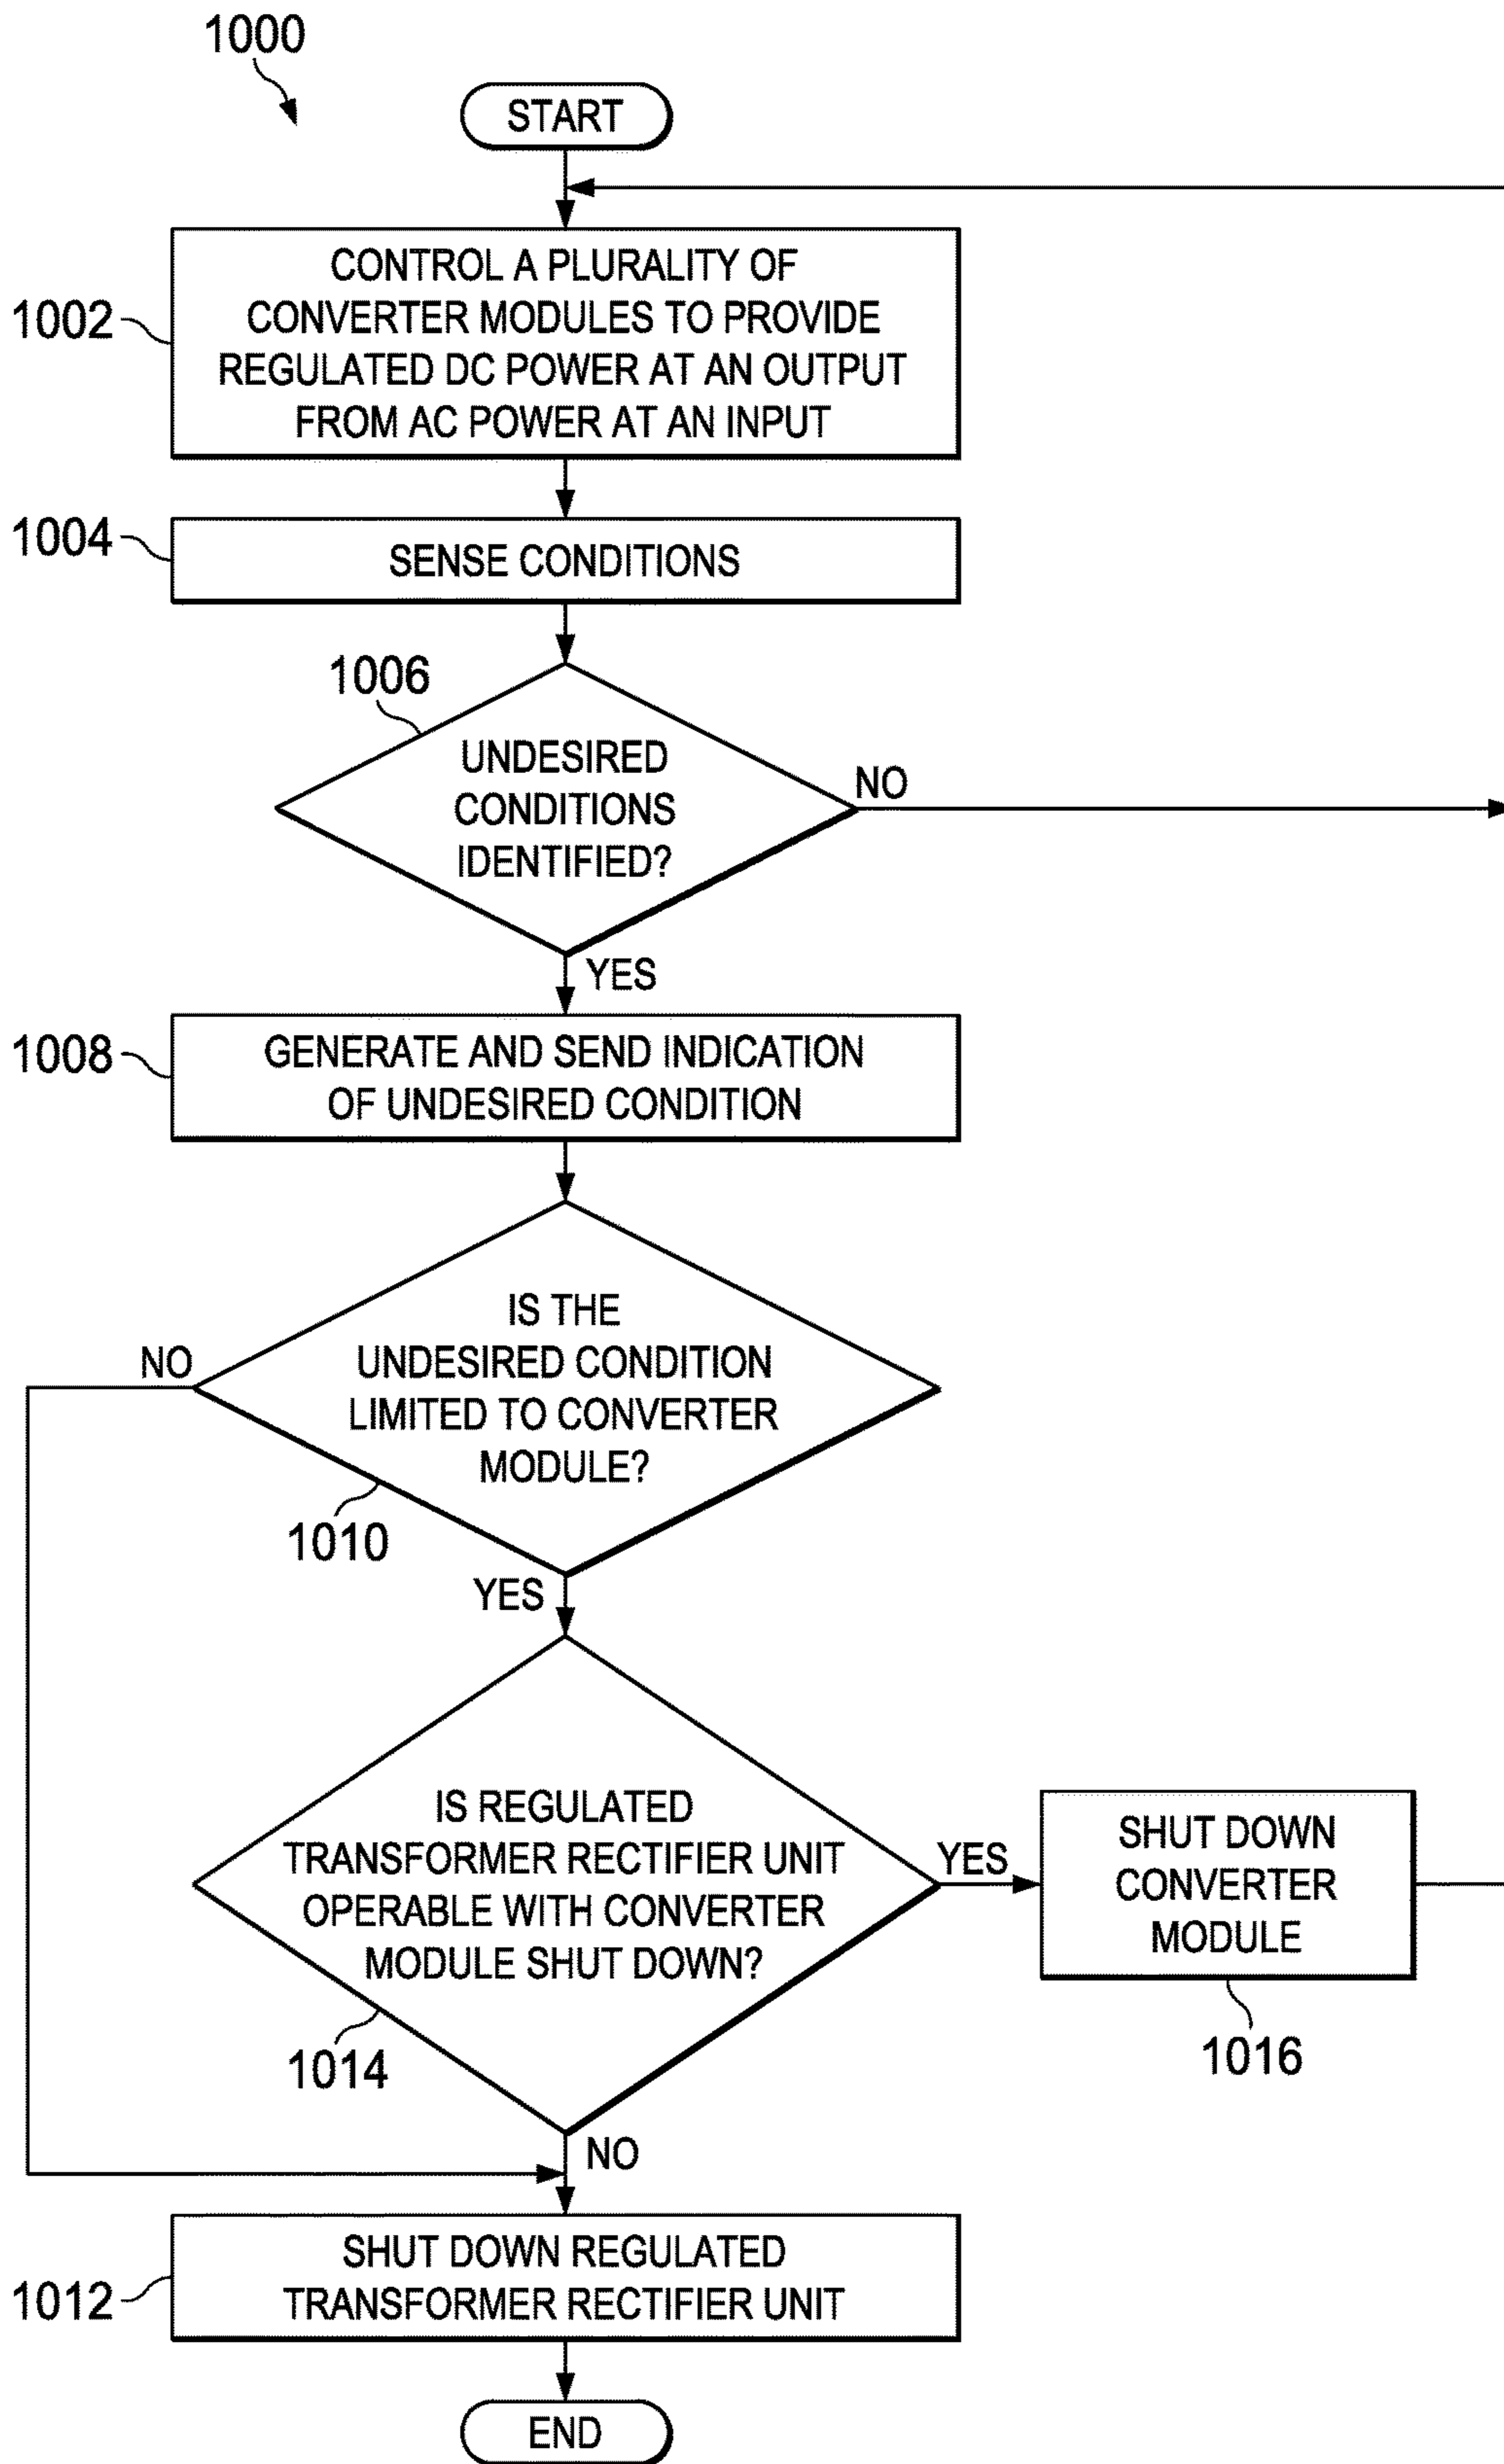 1000
START
1002
CONTROL A PLURALITY OF
CONVERTER MODULES TO PROVIDE
REGULATED DC POWER AT AN OUTPUT
FROM AC POWER AT AN INPUT
1004
SENSE CONDITIONS
1006
UNDESIRED
CONDITIONS
IDENTIFIED?
NO
YES
1008
GENERATE AND SEND INDICATION
OF UNDESIRED CONDITION
IS THE
UNDESIRED CONDITION
LIMITED TO CONVERTER
MODULE?
NO
1010
YES
IS REGULATED
TRANSFORMER RECTIFIER UNIT
OPERABLE WITH CONVERTER
MODULE SHUT DOWN?
YES
SHUT DOWN
CONVERTER
MODULE
1014
1016
NO
1012
SHUT DOWN REGULATED
TRANSFORMER RECTIFIER UNIT
END